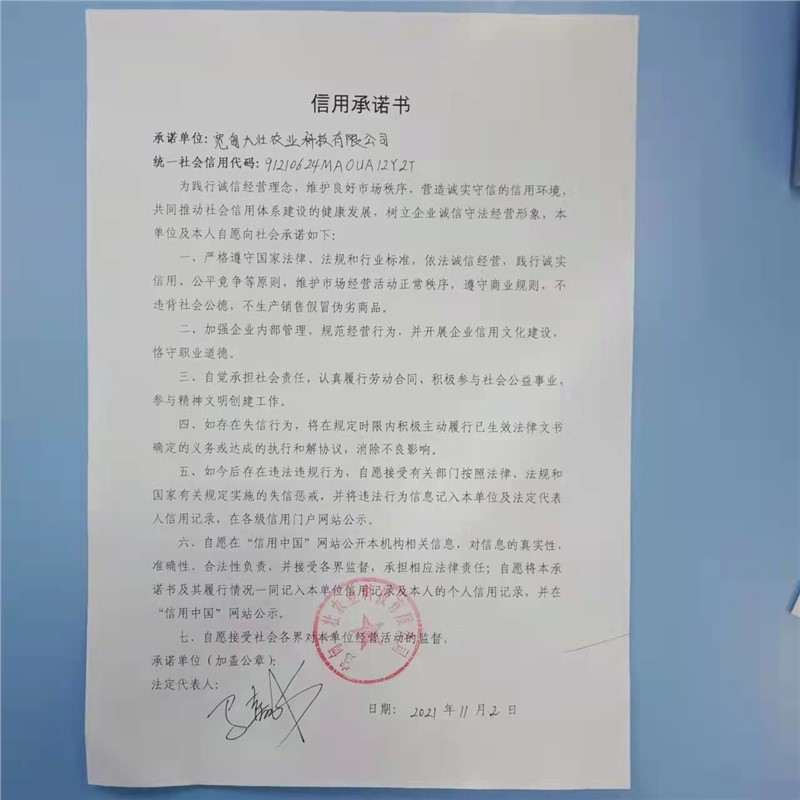 信用承诺书
承诺单位:宽甸大壮农业科技有限公司
统一社会信用代码:91210624MA0UA12Y2T
为践行诚信经营理念，维护良好市场秩序，营造诚实守信的信用环境，
共同推动社会信用体系建设的健康发展，树立企业诚信守法经营形象，本
单位及本人自愿向社会承诺如下:
一、严格遵守国家法律、法规和行业标准，依法诚信经营，践行诚实
信用、公平竞争等原则，维护市场经营活动正常秩序，遵守商业规则，不
违背社会公德，不生产销售假冒伪劣商品。
二、加强企业内部管理，规范经营行为，并开展企业信用文化建设，
恪守职业道德。
三、自觉承担社会责任，认真履行劳动合同，积极参与社会公益事业，
参与精神文明创建工作。
四、如存在失信行为，将在规定时限内积极主动履行已生效法律文书
确定的义务或达成的执行和解协议，消除不良影响。
五、如今后存在违法违规行为，自愿接受有关部门按照法律、法规和
国家有关规定实施的失信惩戒，并将违法行为信息记入本单位及法定代表
人信用记录，在各级信用门户网站公示。
六、自愿在“信用中国”网站公开本机构相关信息，对信息的真实性，
准确性、合法性负责，并接受各界监督，承担相应法律责任；自愿将本承
诺书及其履行情况一同记入本单位信用记录及本人的个人信用记录，并在
“信用中国”网站公示。
七、自愿接受社会各界对本单位经营活动的监督。
宽甸大壮农业科技有限公司
承诺单位(加盖公章):
法定代表人:
日期: 2021 年 11 月 2 日